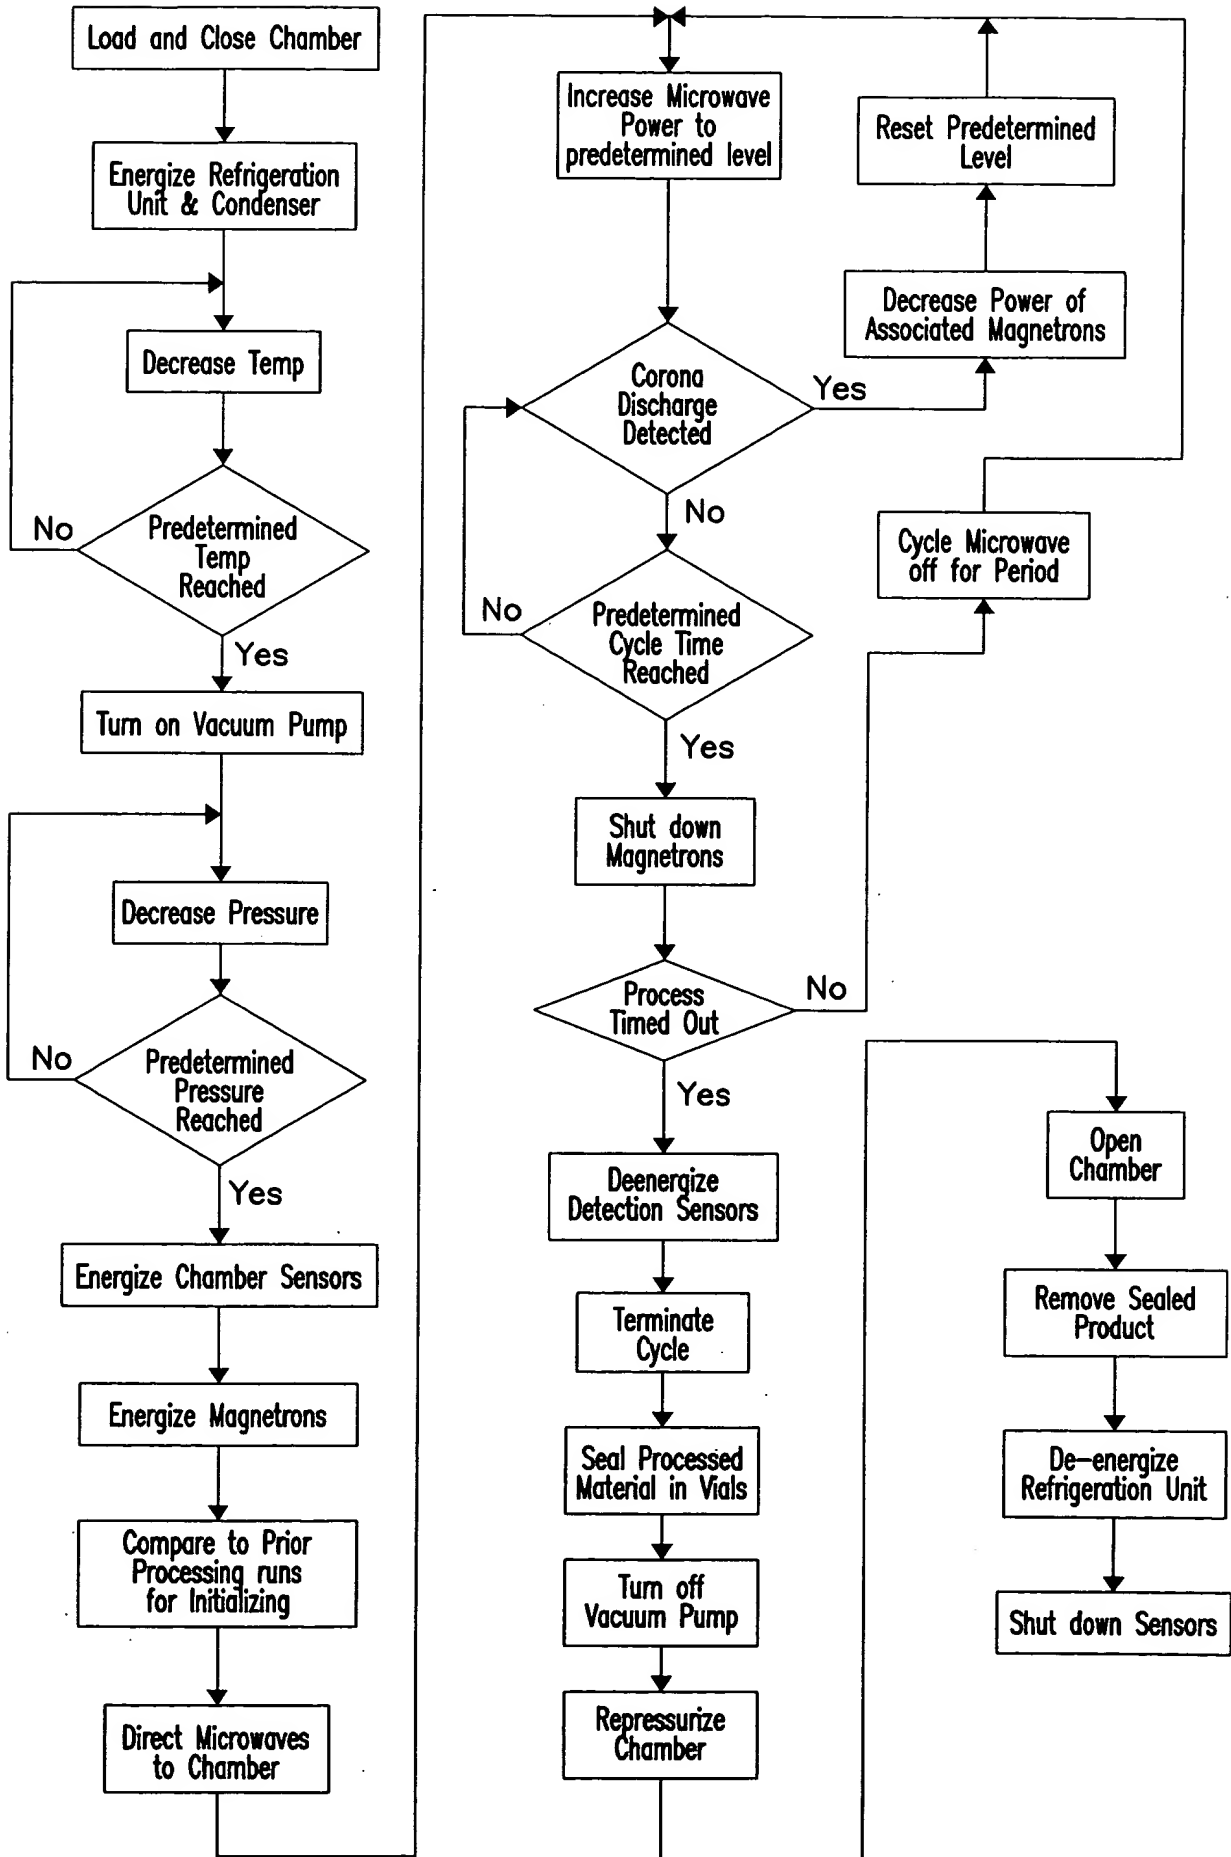 Load and Close Chamber
Energize Refrigeration
Unit & Condenser
Decrease Temp
Predetermined
Temp
Reached
No
Yes
Turn on Vacuum Pump
Decrease Pressure
Predetermined
Pressure
Reached
No
Yes
Energize Chamber Sensors
Energize Magnetrons
Compare to Prior
Processing runs
for Initializing
Direct Microwaves
to Chamber
Increase Microwave
Power to
predetermined level
Corona
Discharge
Detected
Yes
No
Decrease Power of
Associated Magnetrons
Reset Predetermined
Level
Predetermined
Cycle Time
Reached
No
Yes
Shut down
Magnetrons
Process
Timed Out
No
Cycle Microwave
off for Period
Yes
Deenergize
Detection Sensors
Terminate
Cycle
Seal Processed
Material in Vials
Turn off
Vacuum Pump
Repressurize
Chamber
Open
Chamber
Remove Sealed
Product
De-energize
Refrigeration Unit
Shut down Sensors